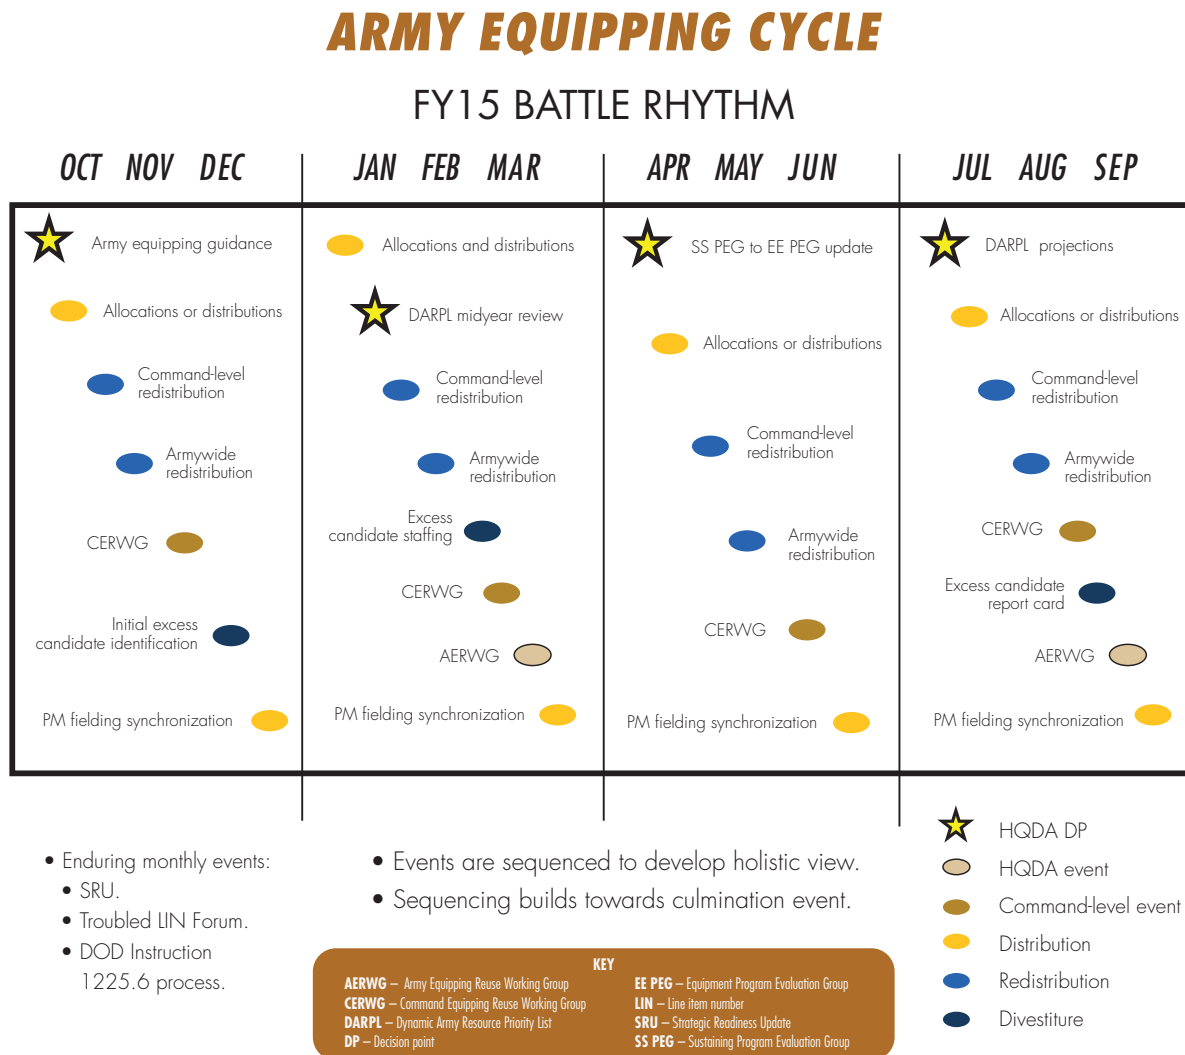 ARMY EQUIPPING CYCLE
FY15 BATTLE RHYTHM
OCT NOV DEC
JAN FEB MAR
APR MAY JUN
JUL AUG SEP
Army equipping guidance
Allocations or distributions
Command-level
redistribution
Armywide
redistribution
CERWG
Initial excess
candidate identification
PM fielding synchronization
Allocations and distributions
DARPL midyear review
Command-level
redistribution
Armywide
redistribution
Excess
candidate staffing
CERWG
AERWG
PM fielding synchronization
SS PEG to EE PEG update
Allocations or distributions
Command-level
redistribution
Armywide
redistribution
CERWG
PM fielding synchronization
DARPL projections
Allocations or distributions
Command-level
redistribution
Armywide
redistribution
CERWG
Excess candidate
report card
AERWG
PM fielding synchronization
• Enduring monthly events:
• SRU.
• Troubled LIN Forum.
• DOD Instruction
1225.6 process.
• Events are sequenced to develop holistic view.
• Sequencing builds towards culmination event.
HQDA DP
HQDA event
Command-level event
Distribution
Redistribution
Divestiture
KEY
AERWG – Army Equipping Reuse Working Group
CERWG – Command Equipping Reuse Working Group
DARPL – Dynamic Army Resource Priority List
DP – Decision point
EE PEG – Equipment Program Evaluation Group
LIN – Line item number
SRU – Strategic Readiness Update
SS PEG – Sustaining Program Evaluation Group